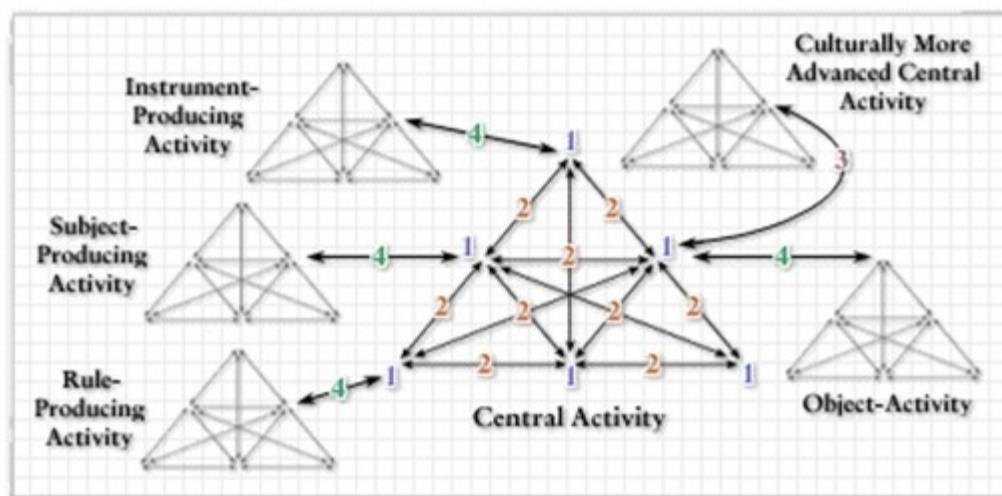 Instrument-
Producing
Activity
Culturally More
Advanced Central
Activity
4
1
3
2
2
Subject-
Producing
Activity
4
1
2
1
4
2
2
2
2
Rule-
Producing
Activity
4
1
2
1
2
1
Central Activity
Object-Activity